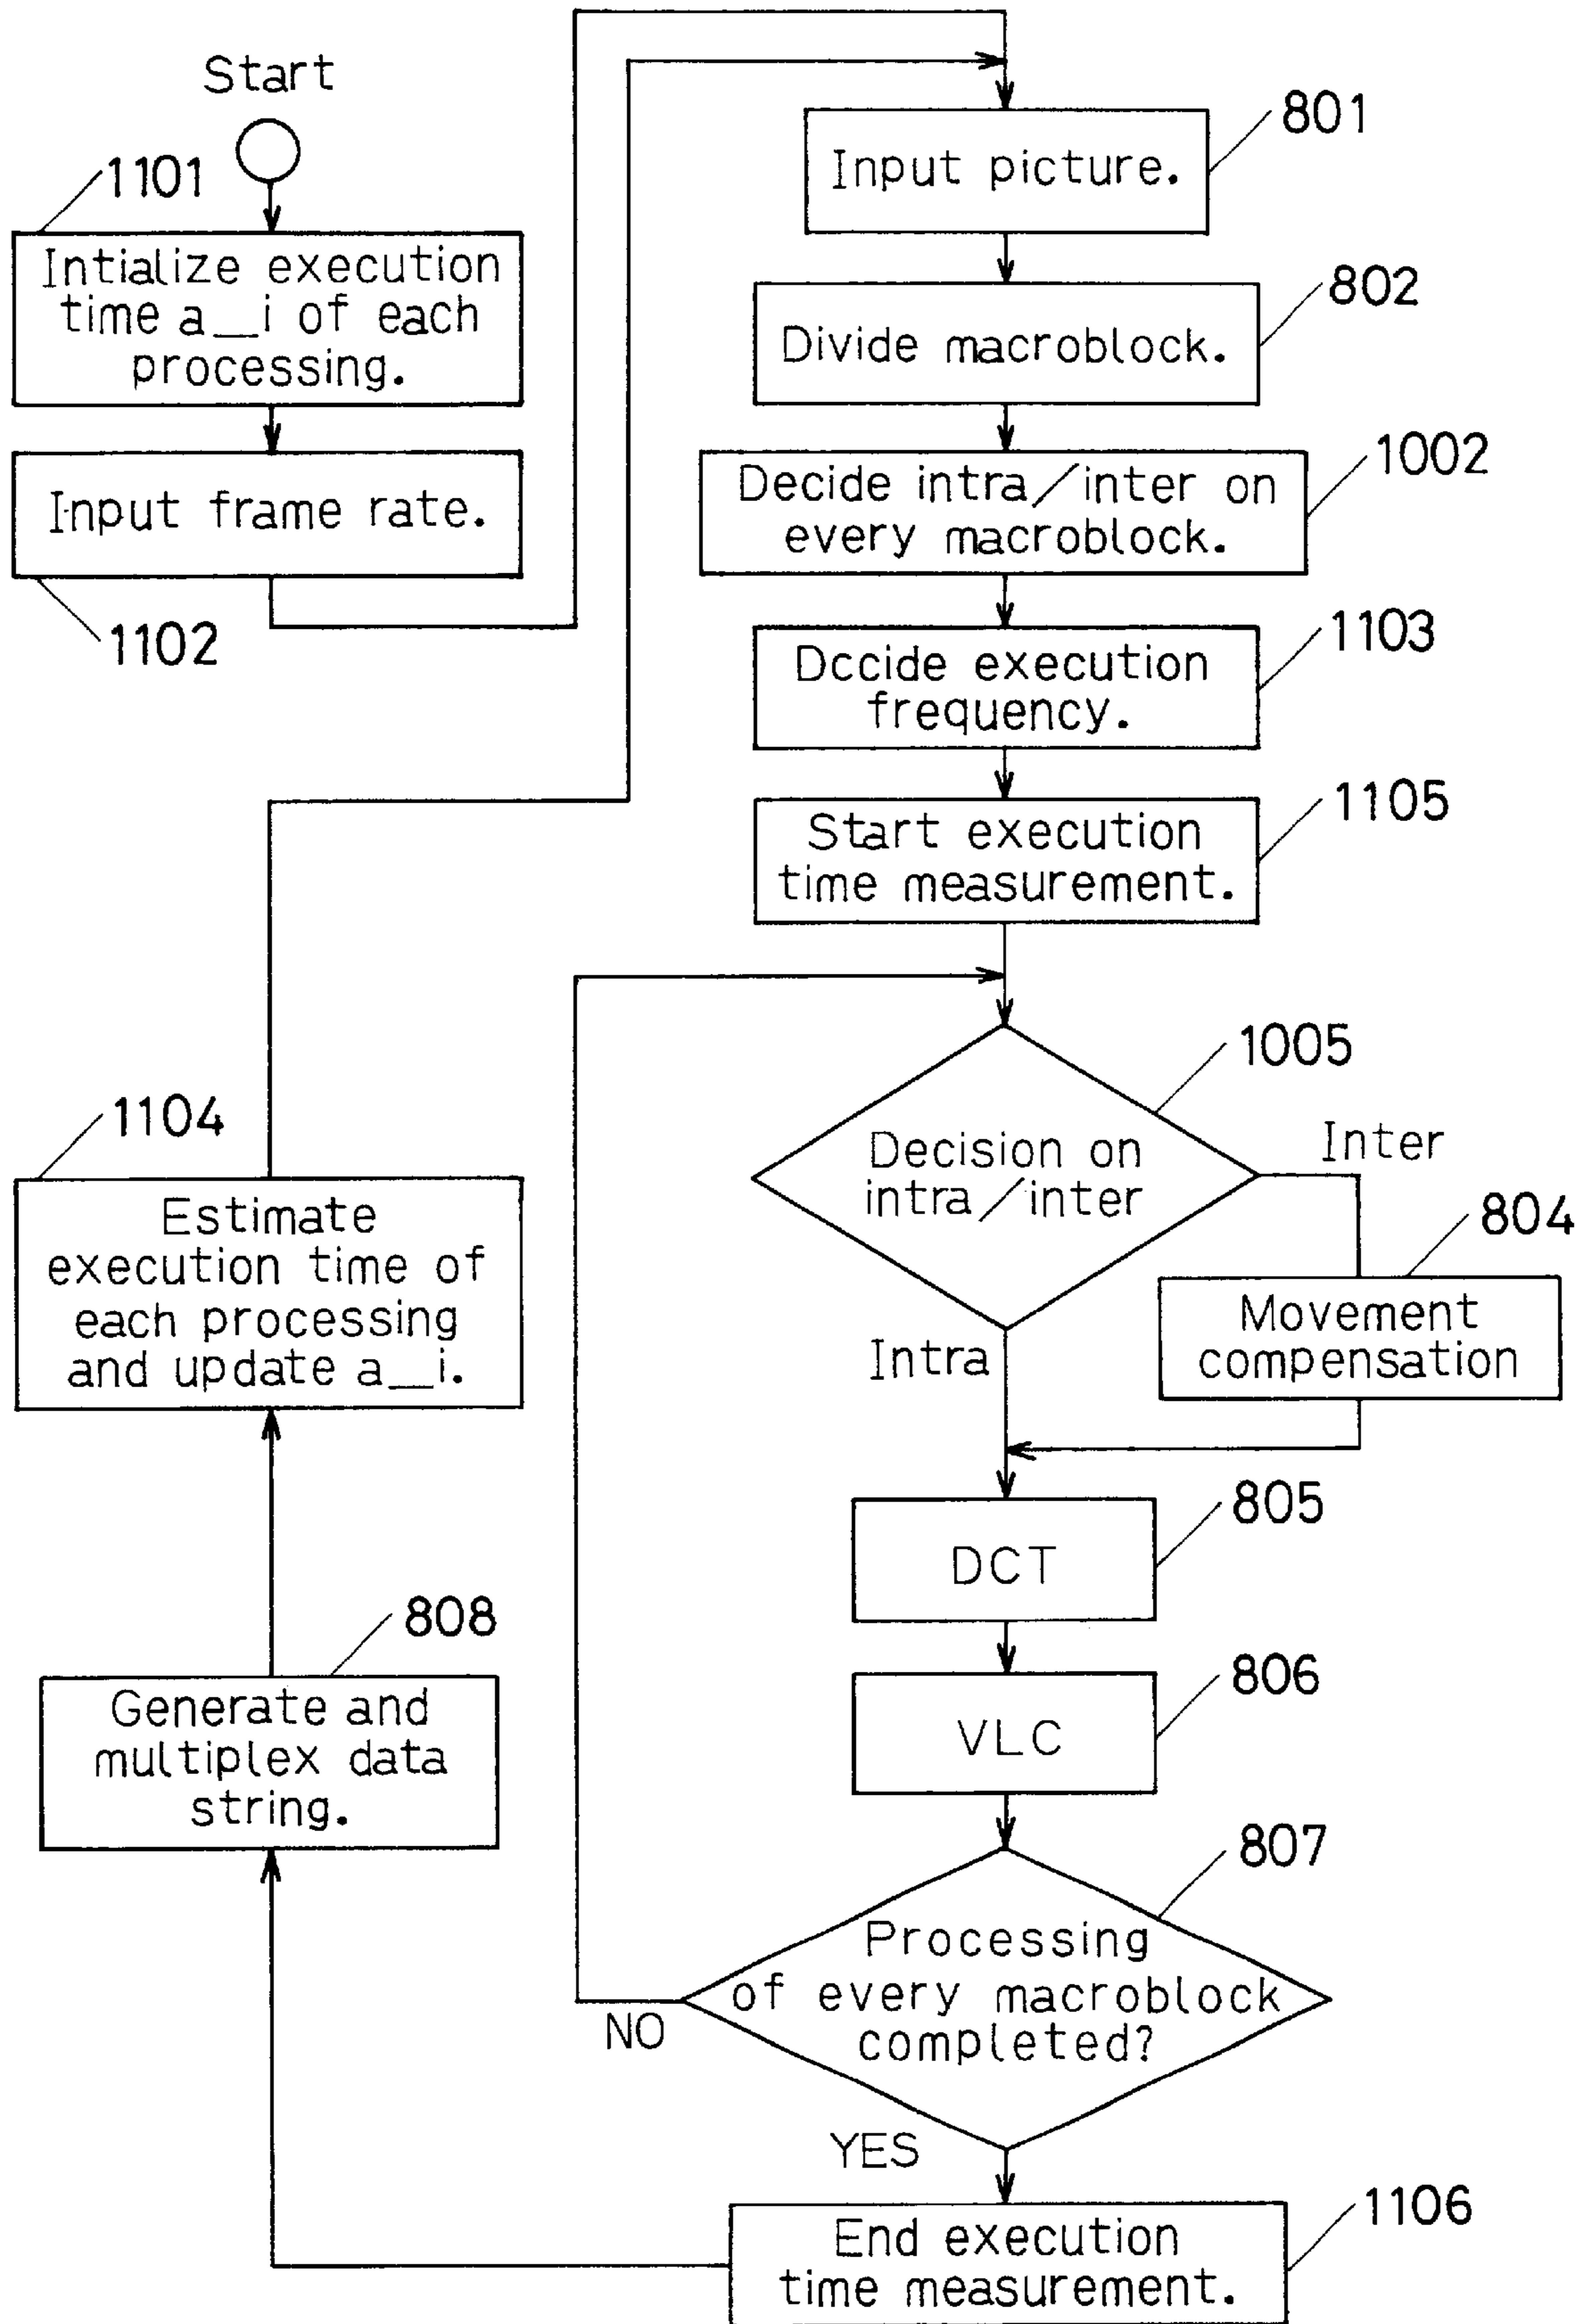 Start
1101
Intialize execution
time a_i of each
processing.
Input frame rate.
1102
801
Input picture.
802
Divide macroblock.
1002
Decide intra/inter on
every macroblock.
1103
Dccide execution
frequency.
1105
Start execution
time measurement.
1005
Decision on
intra/inter
Inter
Intra
804
Movement
compensation
805
DCT
806
VLC
807
Processing
of every macroblock
completed?
NO
YES
1106
End execution
time measurement.
808
Generate and
multiplex data
string.
1104
Estimate
execution time of
each processing
and update a_i.